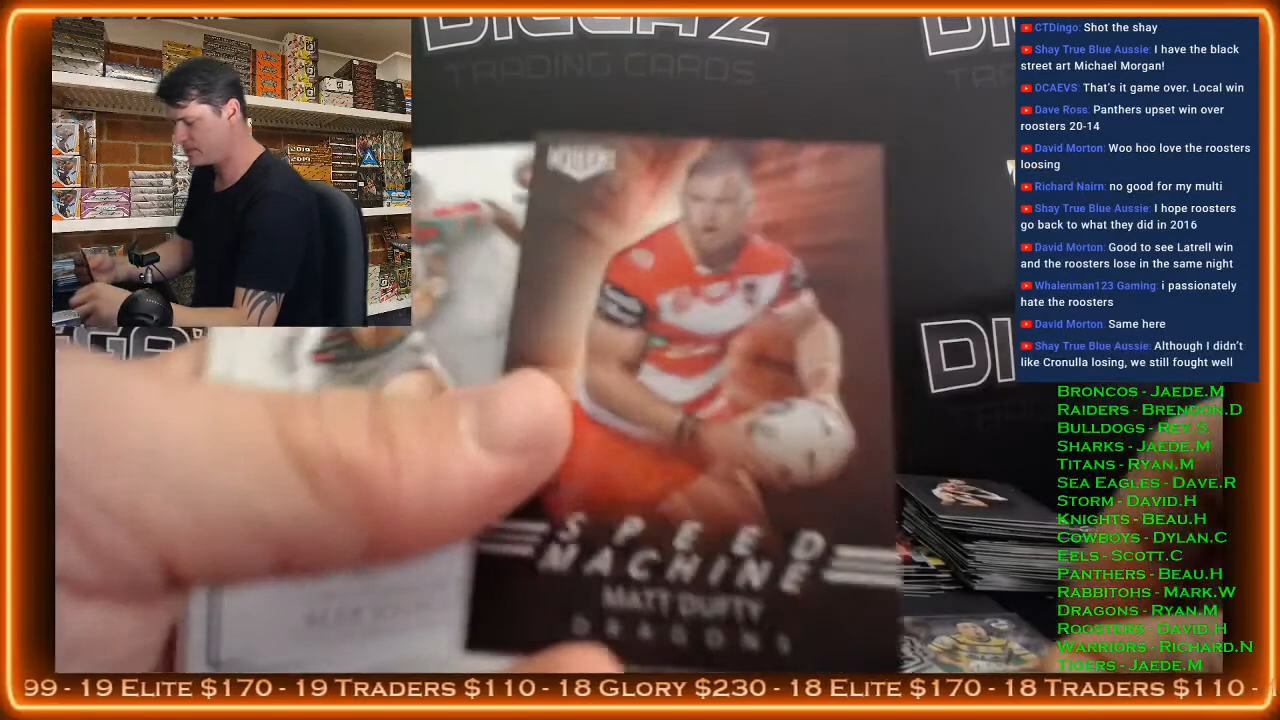 DIGGAZ
TRADING CARDS
CTDingo: Shot the shay
Shay True Blue Aussie: I have the black
street art Michael Morgan!
DCAEVS: That's it game over. Local win
Dave Ross: Panthers upset win over
roosters 20-14
David Morton: Woo hoo love the roosters
loosing
Richard Nairn: no good for my multi
Shay True Blue Aussie: I hope roosters
go back to what they did in 2016
David Morton: Good to see Latrell win
and the roosters lose in the same night
Whalenman123 Gaming: i passionately
hate the roosters
David Morton: Same here
Shay True Blue Aussie: Although I didn't
like Cronulla losing, we still fought well
BRONCOS - JAEDE.M
RAIDERS - BRENDON.D
BULLDOGS - REY.S
SHARKS - JAEDE.M
TITANS - RYAN.M
SEA EAGLES - DAVE.R
STORM - DAVID.H
KNIGHTS - BEAU.H
COWBOYS - DYLAN.C
EELS - SCOTT.C
PANTHERS - BEAU.H
RABBITOHS - MARK.W
DRAGONS - RYAN.M
ROOSTERS - DAVID.H
WARRIORS - RICHARD.N
TIGERS - JAEDE.M
SPEED
MACHINE
MATT DUFTY
DRAGONS
99 - 19 ELITE $170 - 19 TRADERS $110 - 18 GLORY $230 - 18 ELITE $170 - 18 TRADERS $110 -